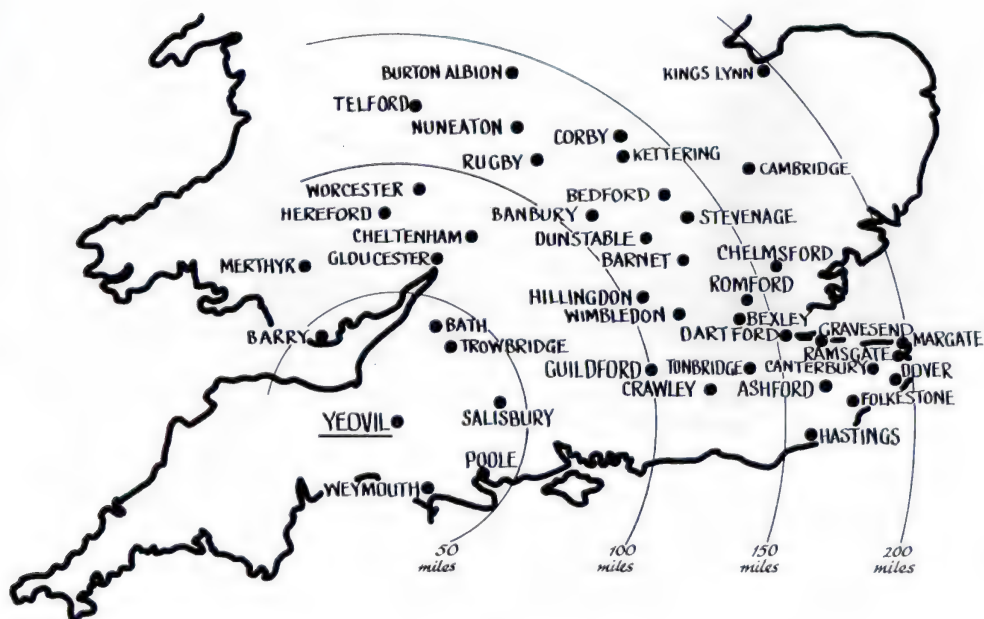 BURTON ALBION
KINGS LYNN
TELFORD
NUNEATON
CORBY
KETTERING
RUGBY
CAMBRIDGE
WORCESTER
BEDFORD
HEREFORD
BANBURY
STEVENAGE
CHELTENHAM
DUNSTABLE
GLOUCESTER
BARNET
CHELMSFORD
MERTHYR
ROMFORD
HILLINGDON
WIMBLEDON
BEXLEY
BATH
DARTFORD
GRAVESEND
MARGATE
BARRY
TROWBRIDGE
RAMSGATE
GUILDFORD
TONBRIDGE
CANTERBURY
DOVER
CRAWLEY
ASHFORD
FOLKESTONE
SALISBURY
YEOVIL
HASTINGS
POOLE
WEYMOUTH
50
miles
100
miles
150
miles
200
miles